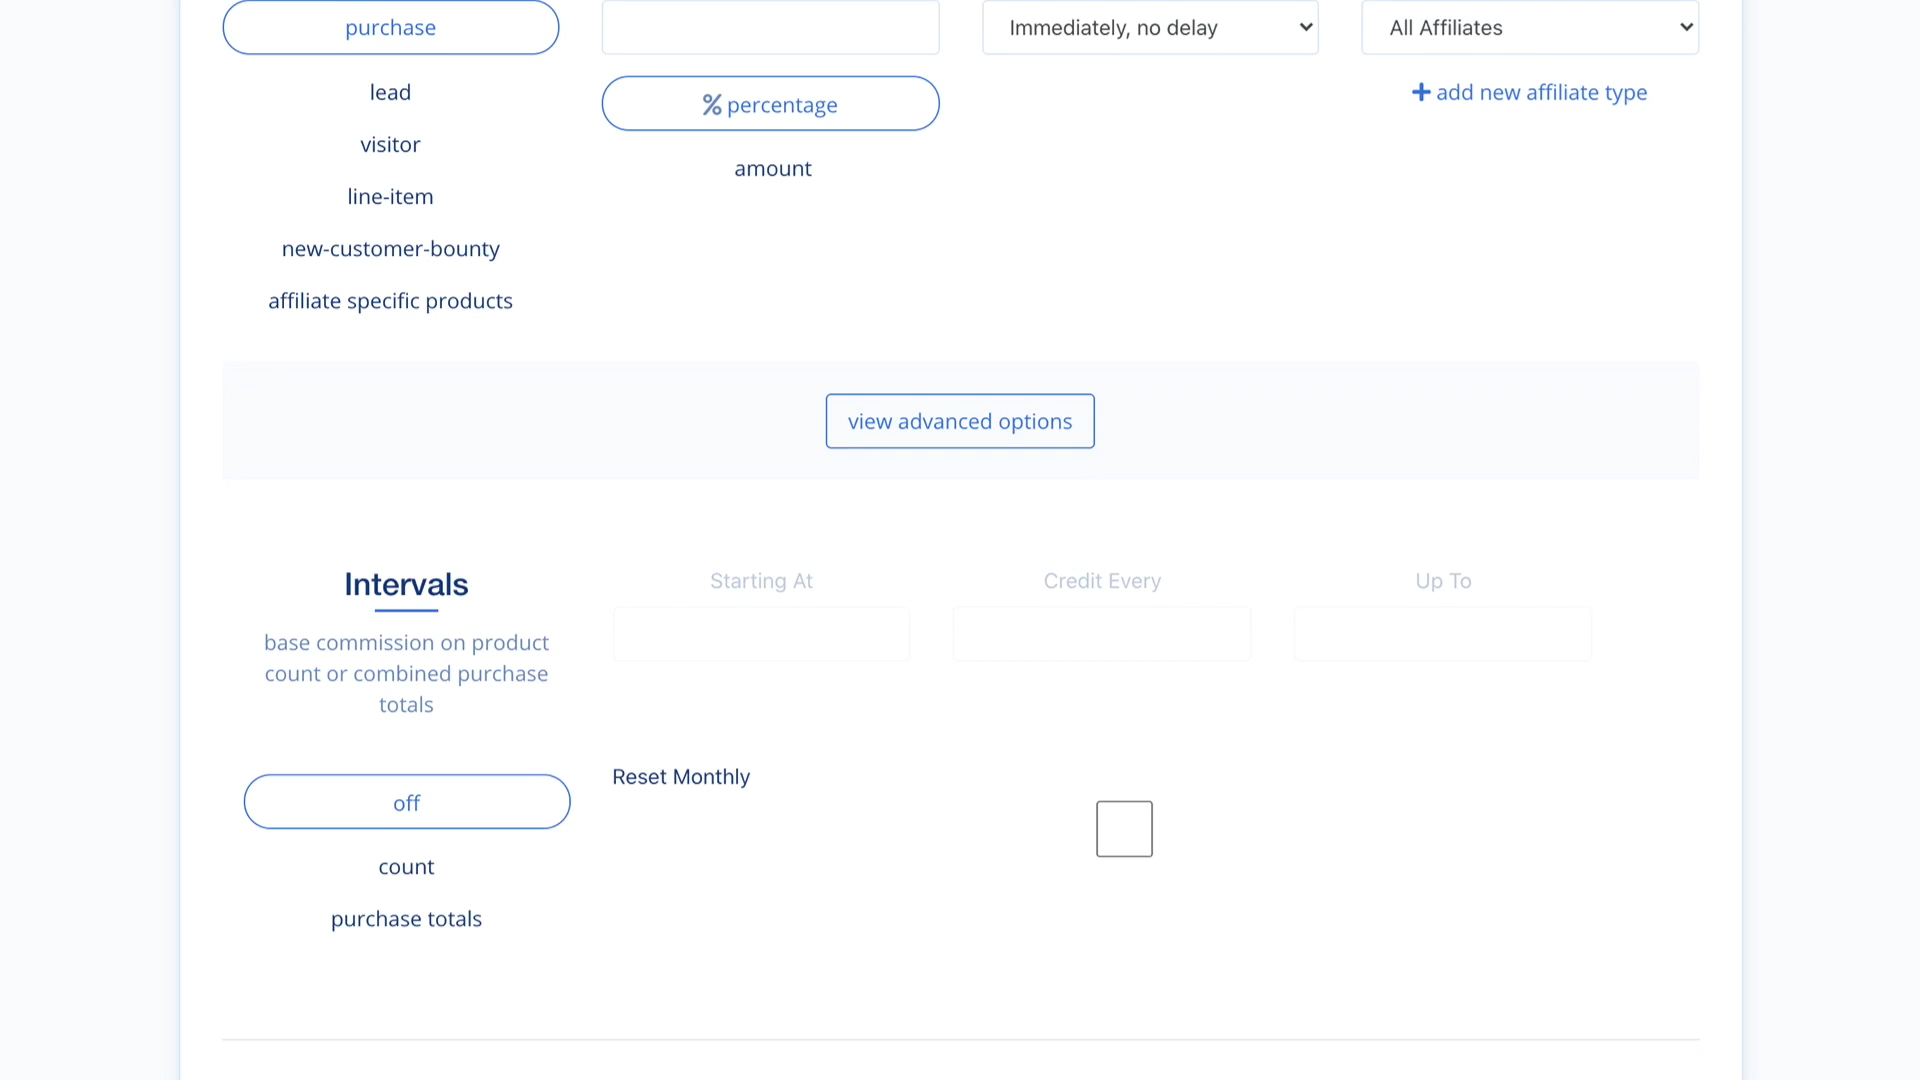 purchase
Immediately, no delay
All Affiliates
lead
visitor
line-item
new-customer-bounty
affiliate specific products
% percentage
amount
+ add new affiliate type
view advanced options
Intervals
base commission on product
count or combined purchase
totals
Starting At
Credit Every
Up To
off
count
purchase totals
Reset Monthly